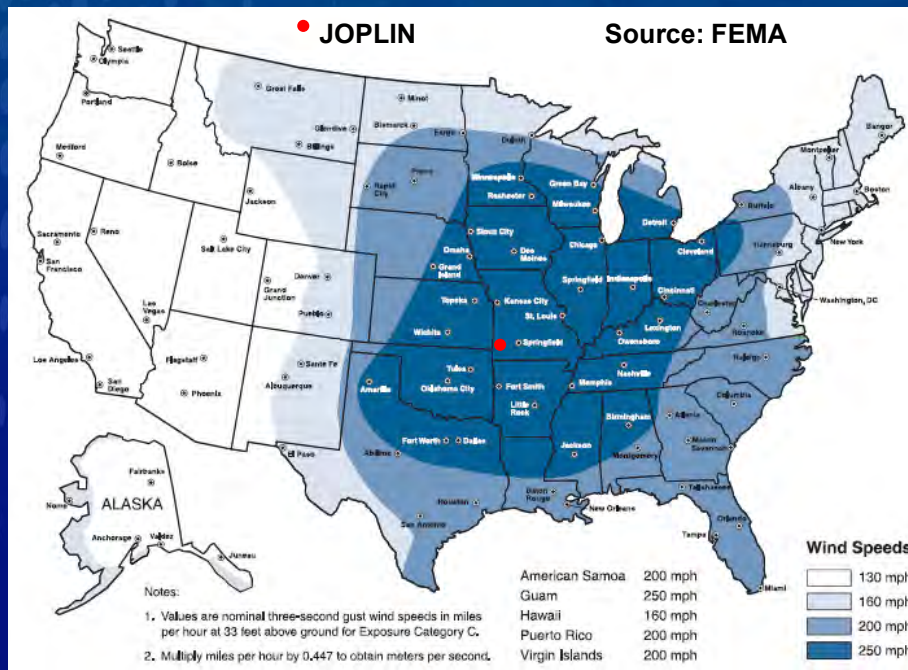 JOPLIN
Source: FEMA
Seattle
Olympia
Portland
Medford
Boise
Great Falls
Glendive
Billings
Minot
Bismarck
Fargo
Duluth
Bangor
Montpelier
Boston
Albany
Buffalo
New York
Harrisburg
Washington, DC
Jackson
Rapid City
Pierre
Minneapolis
Rochester
Green Bay
Milwaukee
Detroit
Cleveland
Chicago
Sioux City
Omaha
Des Moines
Grand Island
Sacramento
San Francisco
Reno
Salt Lake City
Grand Junction
Denver
Pueblo
Las Vegas
Los Angeles
San Diego
Flagstaff
Phoenix
Santa Fe
Albuquerque
El Paso
Topeka
Kansas City
Wichita
St. Louis
Springfield
Springfield
Indianapolis
Cincinnati
Lexington
Owensboro
Charleston
Roanoke
Raleigh
Nashville
Memphis
Tulsa
Oklahoma City
Amarillo
Fort Smith
Little Rock
Fort Worth
Dallas
Abilene
Birmingham
Jackson
Montgomery
Atlanta
Columbia
Savannah
Houston
San Antonio
Baton Rouge
New Orleans
Tallahassee
Orlando
Tampa
Miami
Fairbanks
Nome
ALASKA
Anchorage
Valdez
Juneau
Notes:
1. Values are nominal three-second gust wind speeds in miles
per hour at 33 feet above ground for Exposure Category C.
2. Multiply miles per hour by 0.447 to obtain meters per second.
American Samoa 200 mph
Guam 250 mph
Hawaii 160 mph
Puerto Rico 200 mph
Virgin Islands 200 mph
Wind Speeds
130 mph
160 mph
200 mph
250 mph